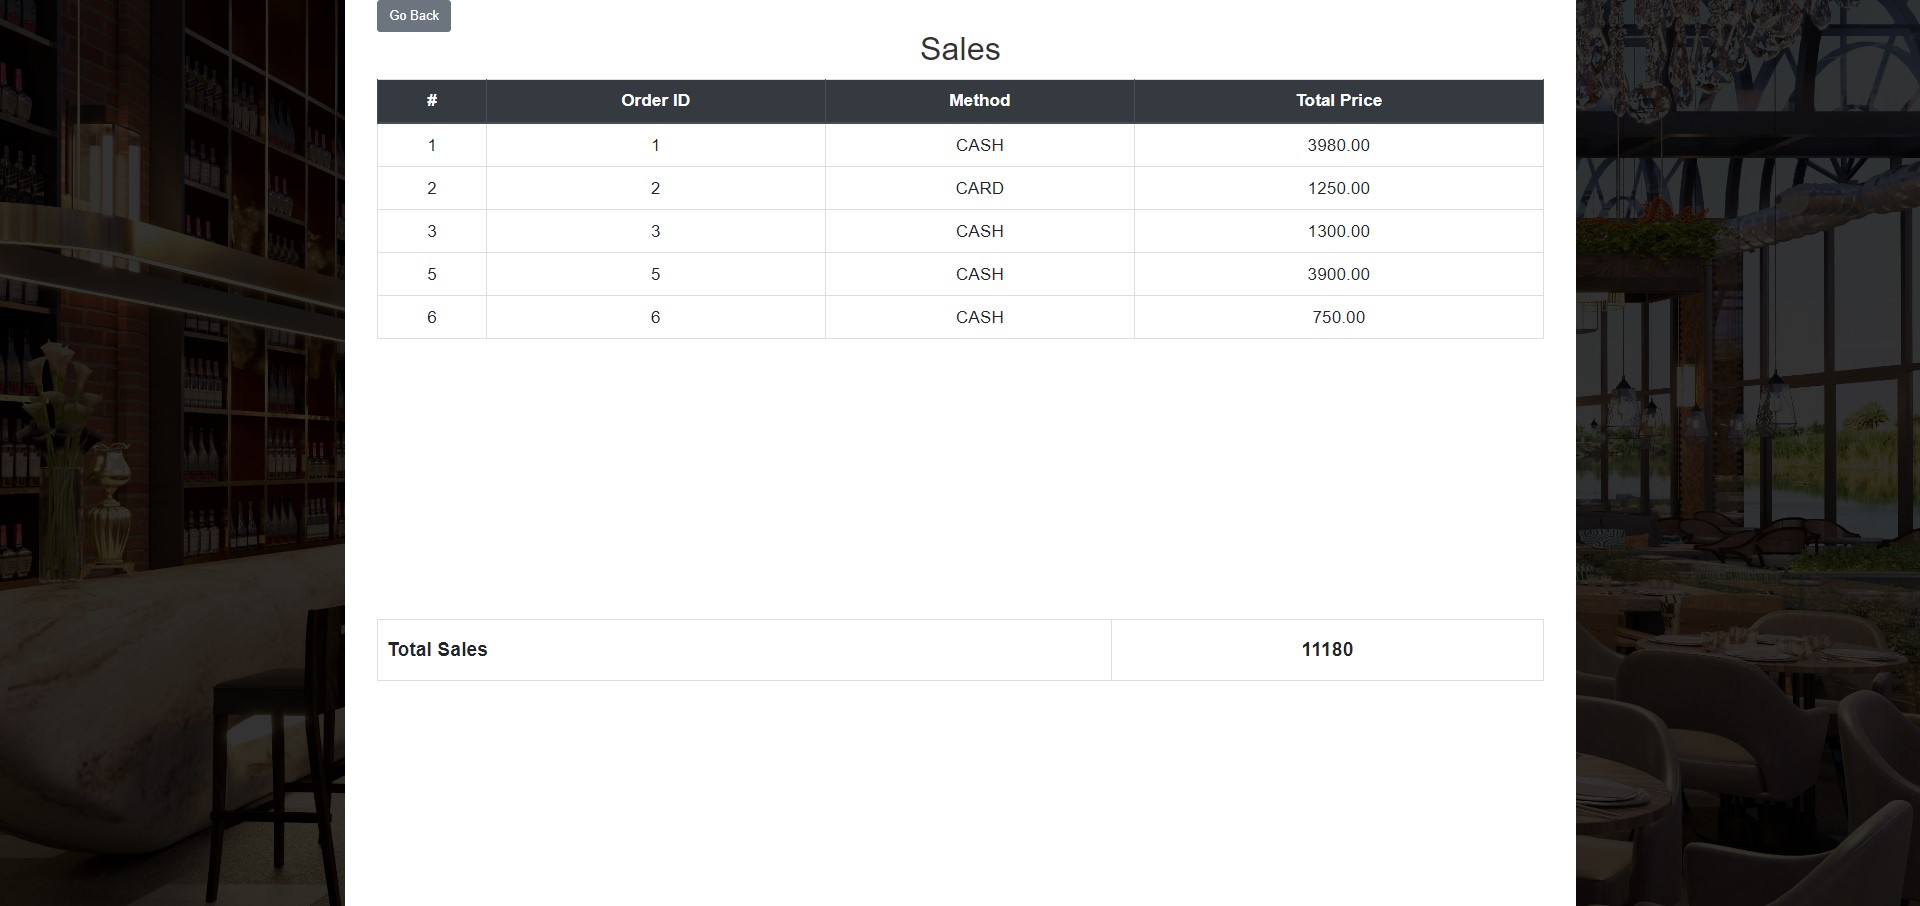 Go Back
Sales
# Order ID Method Total Price
1 1 CASH 3980.00
2 2 CARD 1250.00
3 3 CASH 1300.00
5 5 CASH 3900.00
6 6 CASH 750.00
Total Sales 11180